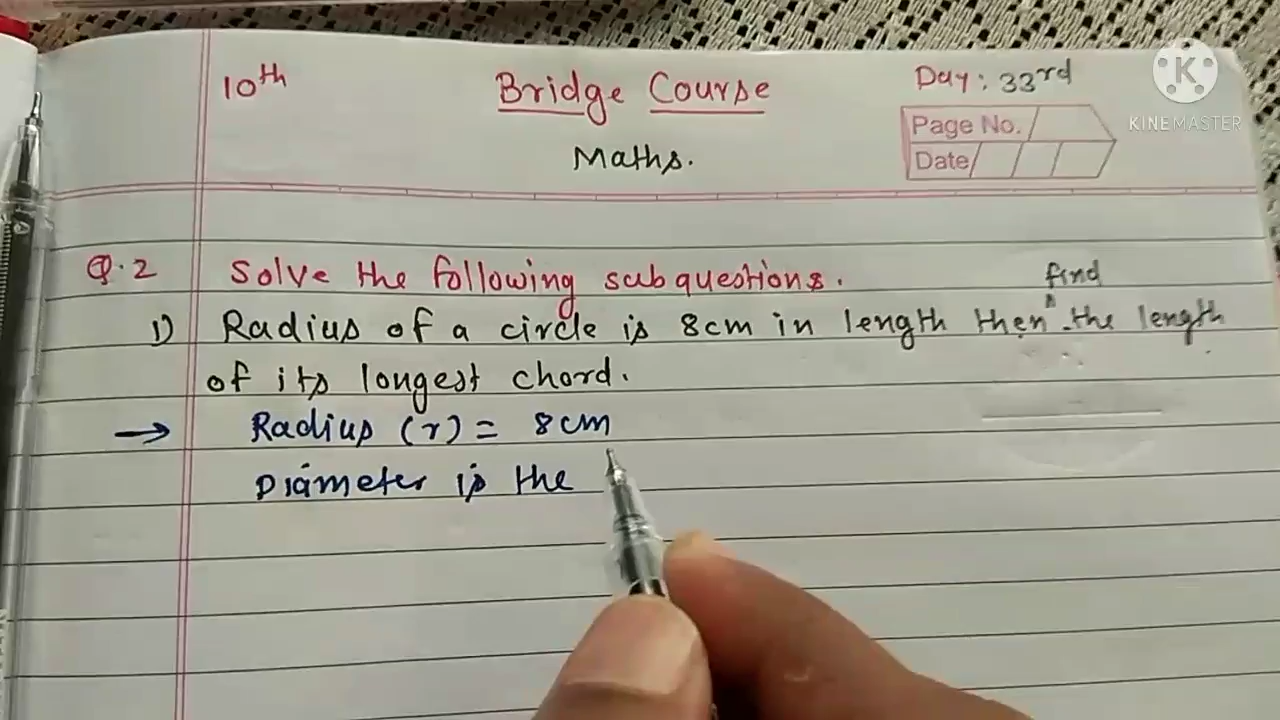 10th Bridge Course Day: 33rd
KINEMASTER
Page No.
Maths.
Date
Q.2 Solve the following subquestions.
find
1) Radius of a circle is 8cm in length then the length
of its longest chord.
→ Radius (r) = 8cm
Diameter is the